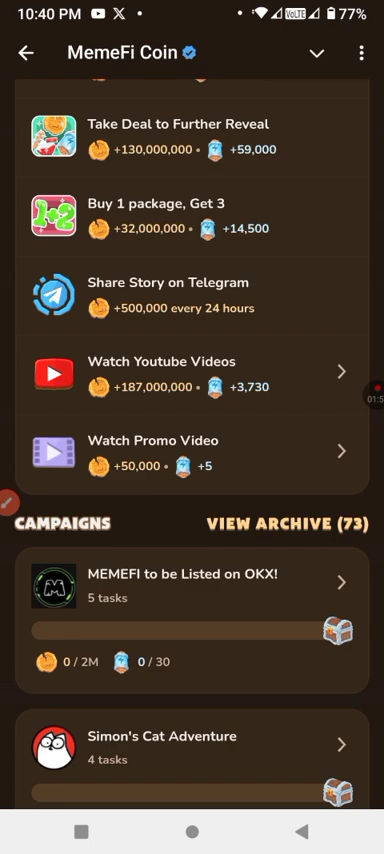 10:40 PM 77%
MemeFi Coin
Take Deal to Further Reveal
+130,000,000 • +59,000
Buy 1 package, Get 3
1+2
+32,000,000 • +14,500
Share Story on Telegram
+500,000 every 24 hours
Watch Youtube Videos
+187,000,000 • +3,730
01:5
Watch Promo Video
+50,000 • +5
CAMPAIGNS VIEW ARCHIVE (73)
MEMEFI to be Listed on OKX!
5 tasks
0 / 2M 0 / 30
Simon's Cat Adventure
4 tasks